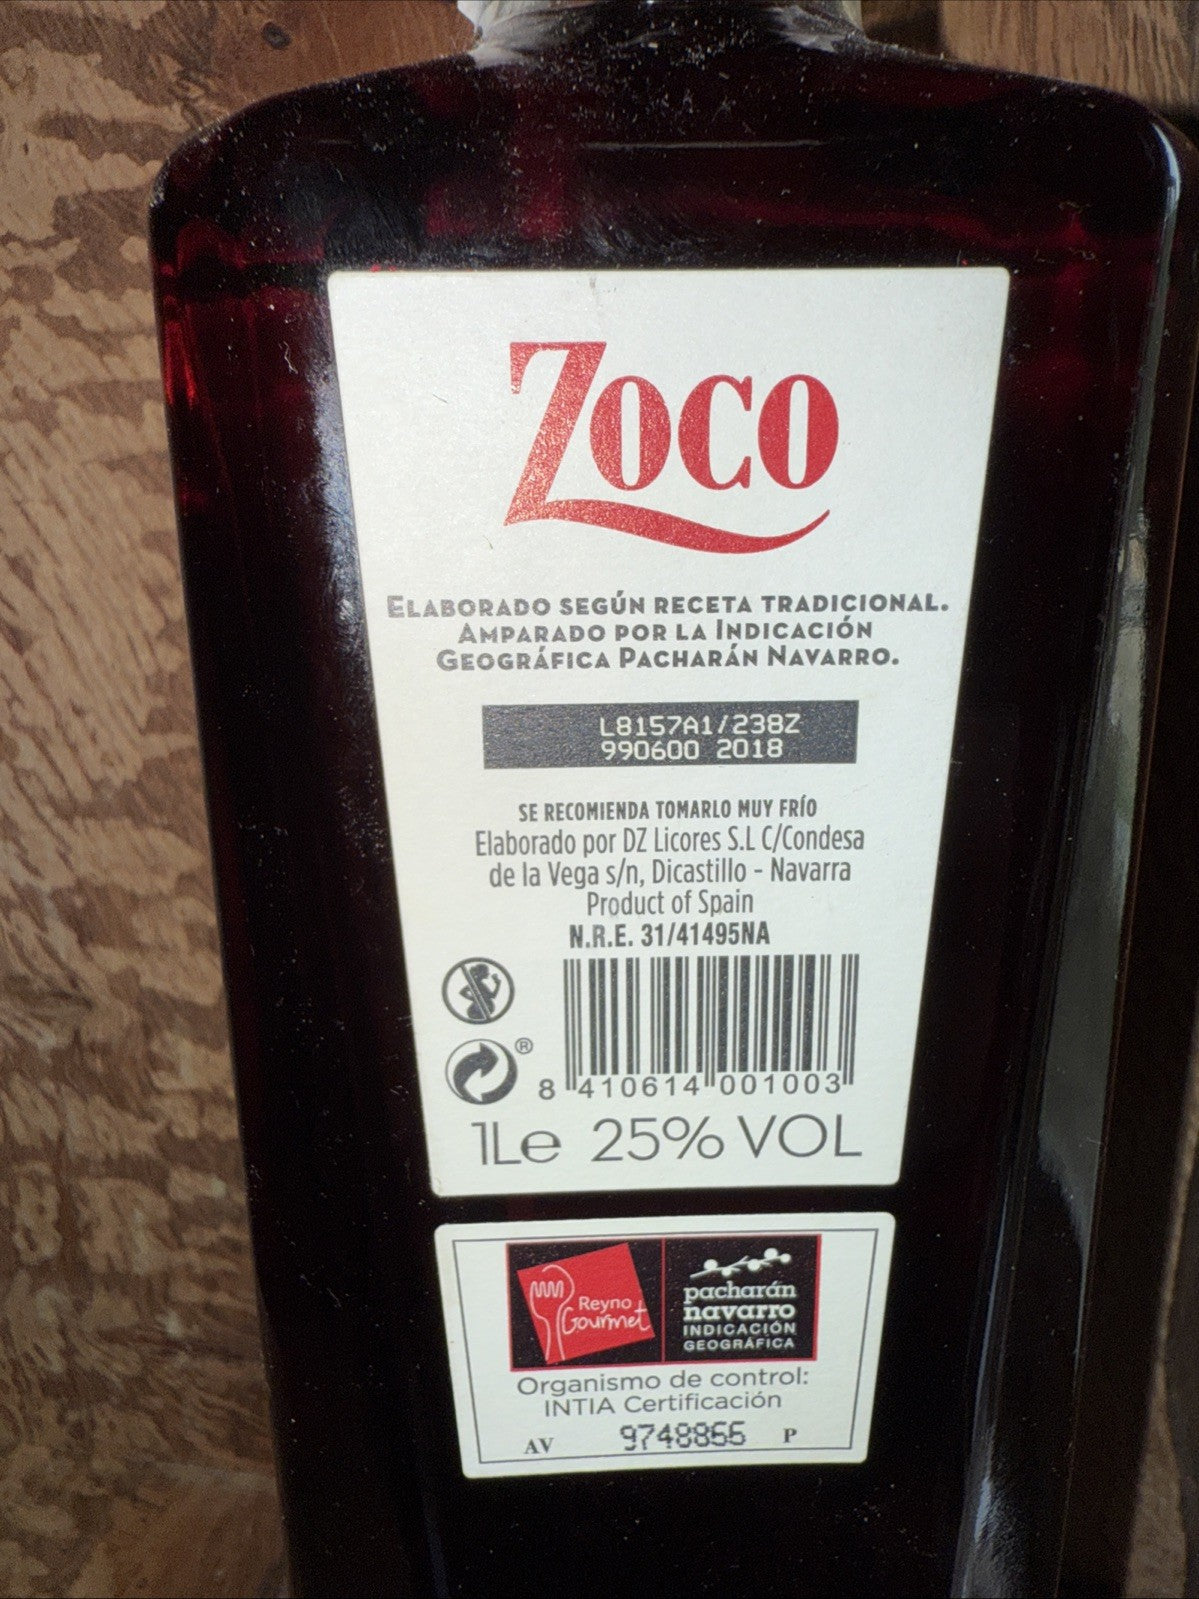 Zoco
ELABORADO SEGÚN RECETA TRADICIONAL.
AMPARADO POR LA INDICACIÓN
GEOGRÁFICA PACHARÁN NAVARRO.
L8157A1/238Z
990600 2018
SE RECOMIENDA TOMARLO MUY FRÍO
Elaborado por DZ Licores S.L C/Condesa
de la Vega s/n, Dicastillo - Navarra
Product of Spain
N.R.E. 31/41495NA
®
8 410614 001003
1Le 25% VOL
Reyno
Gourmet
pacharán
navarro
INDICACIÓN
GEOGRÁFICA
Organismo de control:
INTIA Certificación
AV 9748866 P